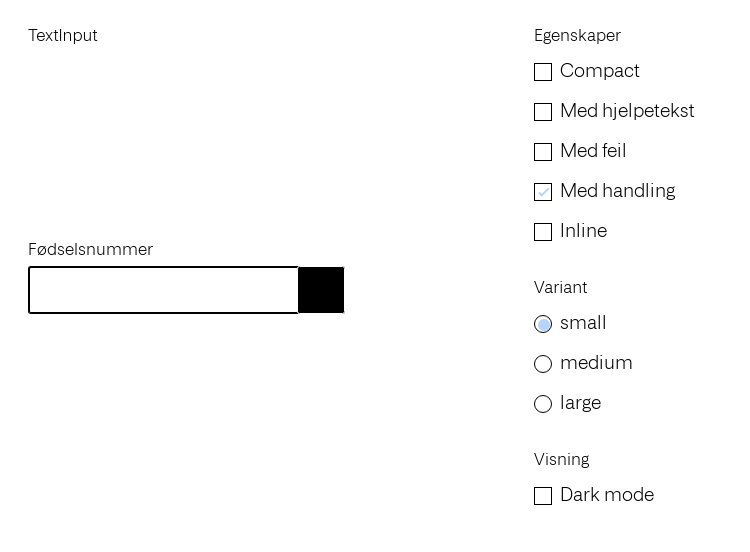 TextInput
Fødselsnummer
Egenskaper
Compact
Med hjelpetekst
Med feil
Med handling
Inline
Variant
small
medium
large
Visning
Dark mode